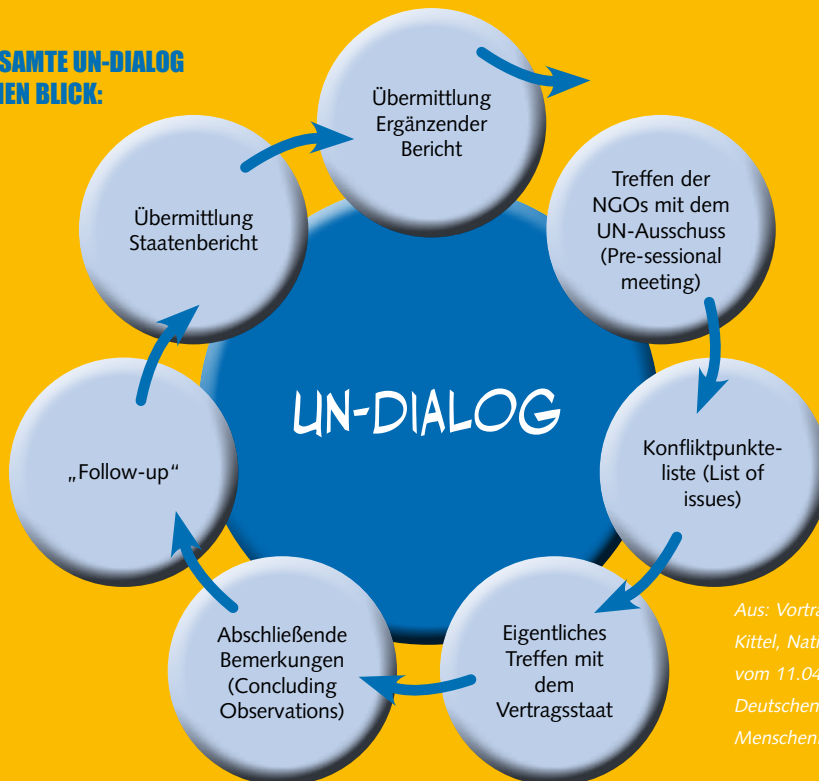 SAMTE UN-DIALOG
BLICK:
Übermittlung
Ergänzender
Bericht
Treffen der
NGOs mit dem
UN-Ausschuss
(Pre-sessional
meeting)
Konfliktpunkte-
liste (List of
issues)
Eigentliches
Treffen mit
dem
Vertragsstaat
Abschließende
Bemerkungen
(Concluding
Observations)
„Follow-up“
Übermittlung
Staatenbericht
UN-DIALOG
Aus: Vortra
Kittel, Nati
vom 11.04
Deutschen
Menschen